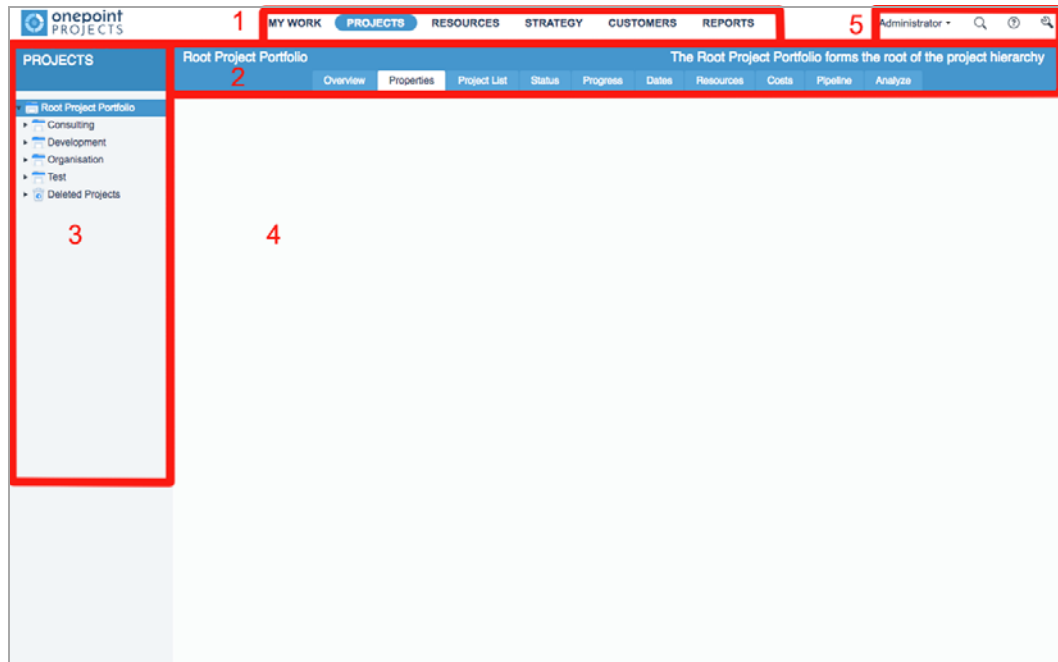 onepoint
PROJECTS
1
MY WORK PROJECTS RESOURCES STRATEGY CUSTOMERS REPORTS
5
Administrator
PROJECTS
Root Project Portfolio
The Root Project Portfolio forms the root of the project hierarchy
2
Overview Properties Project List Status Progress Dates Resources Costs Pipeline Analyze
Root Project Portfolio
Consulting
Development
Organisation
Test
Deleted Projects
3
4